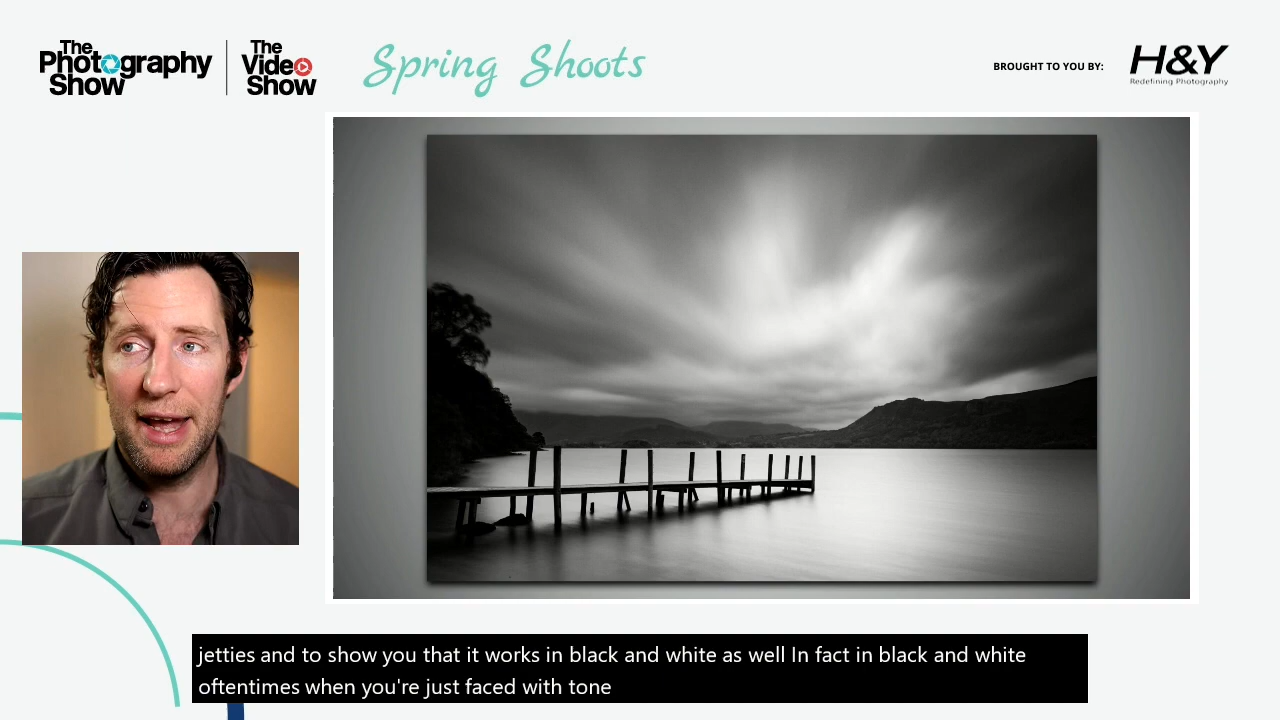 The
Photography
Show
The
Video
Show
Spring Shoots
BROUGHT TO YOU BY:
H&Y
Redefining Photography
jetties and to show you that it works in black and white as well In fact in black and white
oftentimes when you're just faced with tone